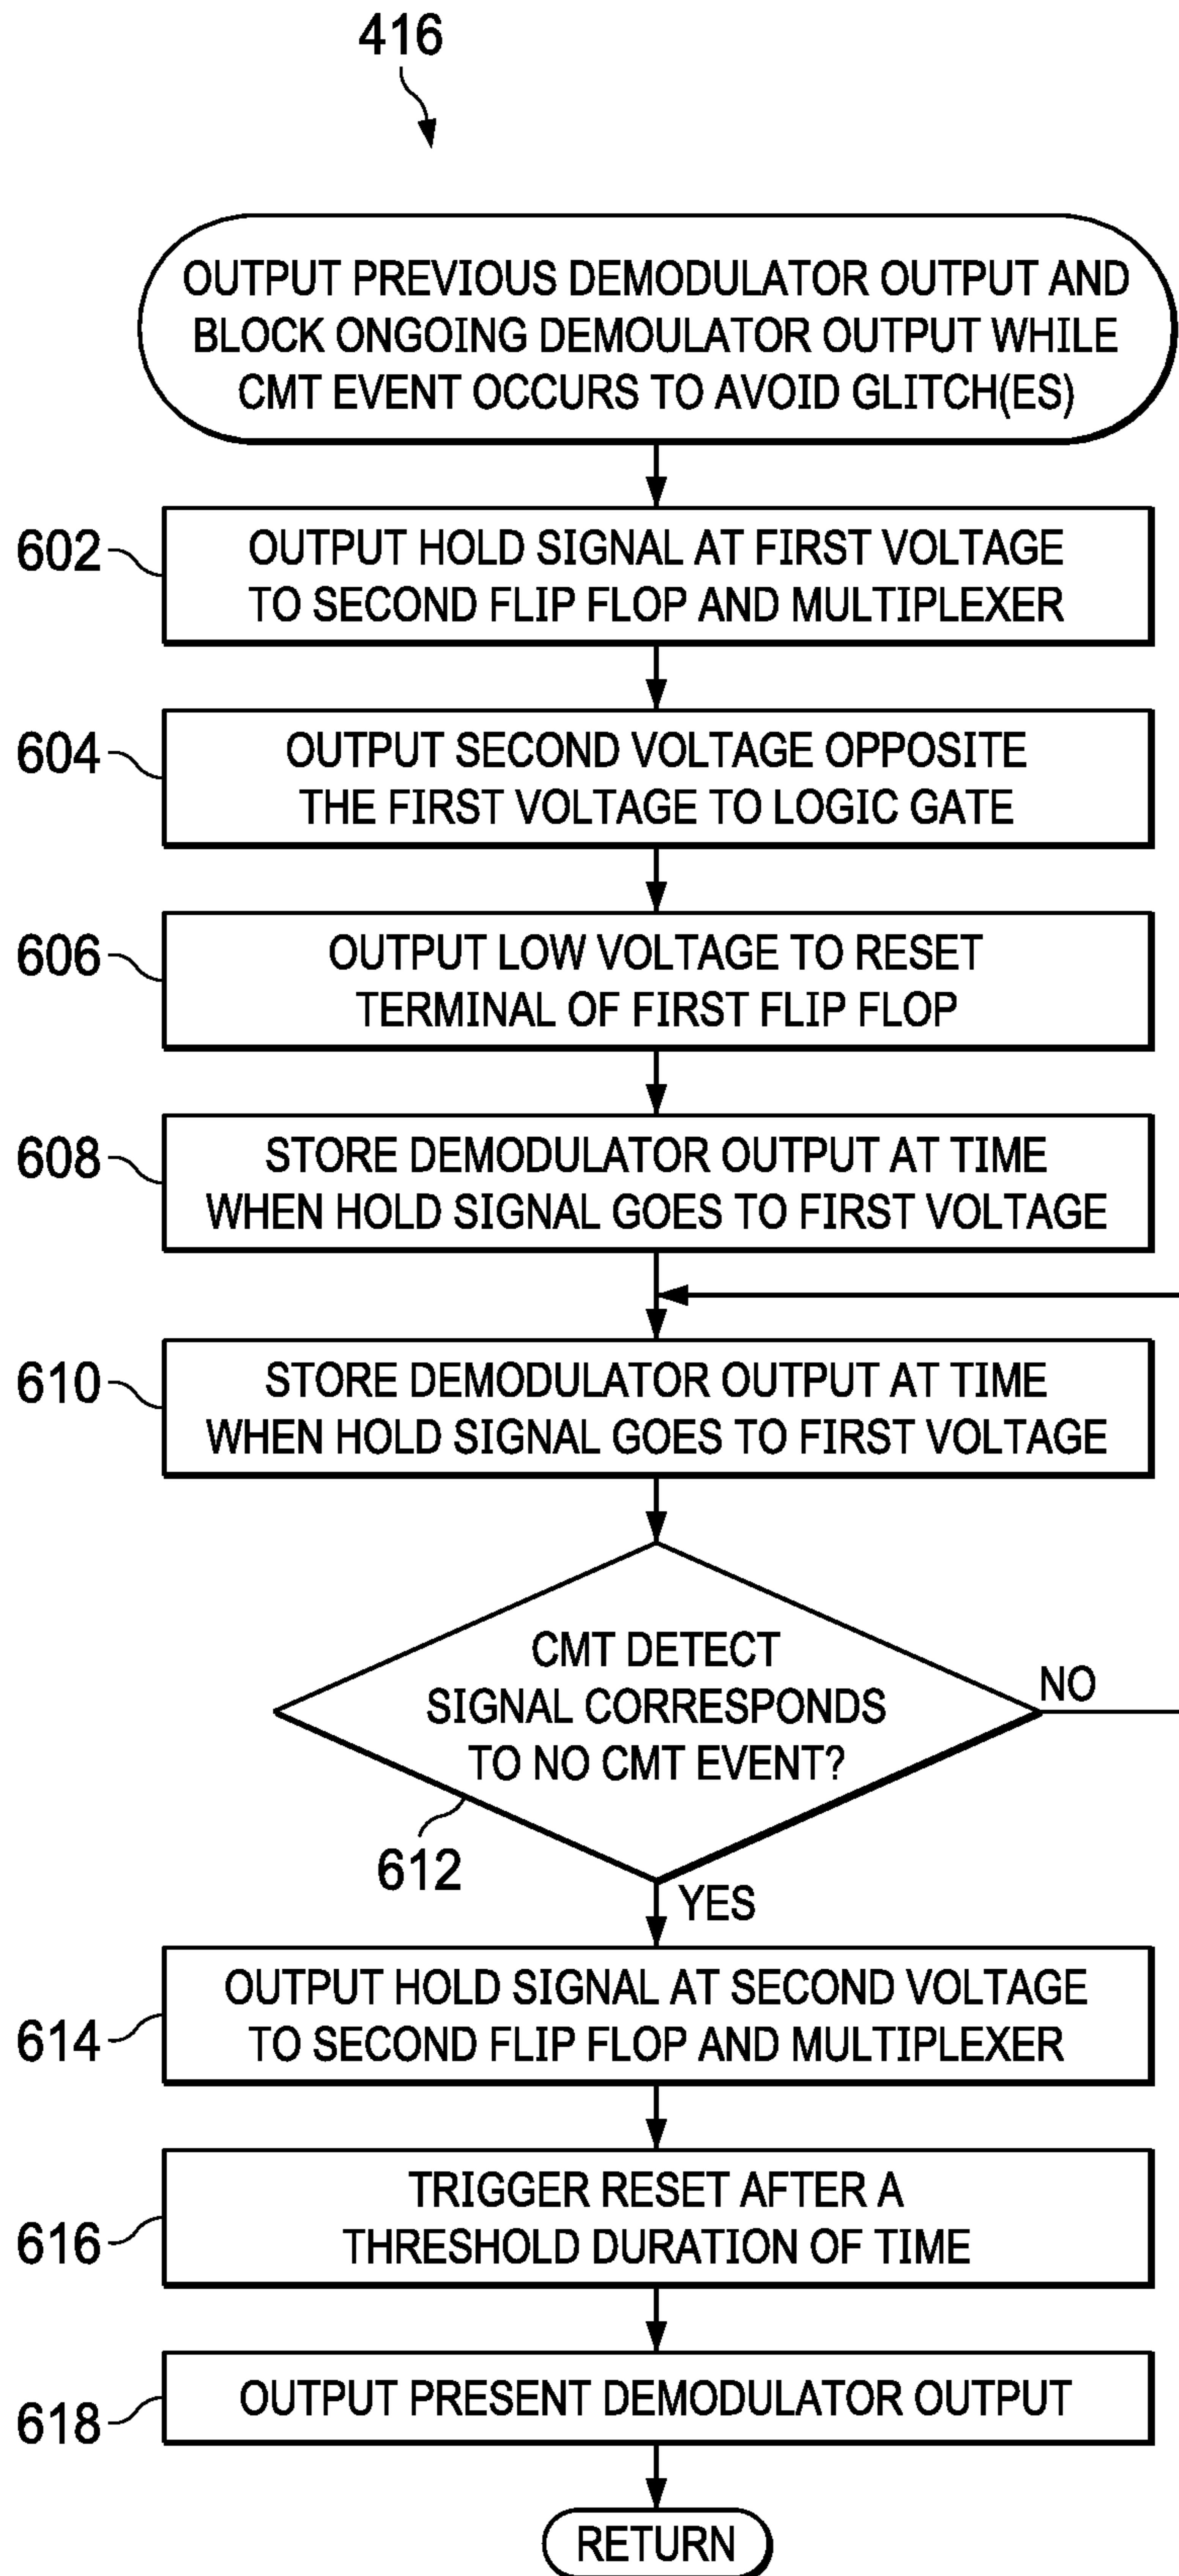 416
OUTPUT PREVIOUS DEMODULATOR OUTPUT AND
BLOCK ONGOING DEMOULATOR OUTPUT WHILE
CMT EVENT OCCURS TO AVOID GLITCH(ES)
602
OUTPUT HOLD SIGNAL AT FIRST VOLTAGE
TO SECOND FLIP FLOP AND MULTIPLEXER
604
OUTPUT SECOND VOLTAGE OPPOSITE
THE FIRST VOLTAGE TO LOGIC GATE
606
OUTPUT LOW VOLTAGE TO RESET
TERMINAL OF FIRST FLIP FLOP
608
STORE DEMODULATOR OUTPUT AT TIME
WHEN HOLD SIGNAL GOES TO FIRST VOLTAGE
610
STORE DEMODULATOR OUTPUT AT TIME
WHEN HOLD SIGNAL GOES TO FIRST VOLTAGE
CMT DETECT
SIGNAL CORRESPONDS
TO NO CMT EVENT?
NO
612
YES
614
OUTPUT HOLD SIGNAL AT SECOND VOLTAGE
TO SECOND FLIP FLOP AND MULTIPLEXER
616
TRIGGER RESET AFTER A
THRESHOLD DURATION OF TIME
618
OUTPUT PRESENT DEMODULATOR OUTPUT
RETURN